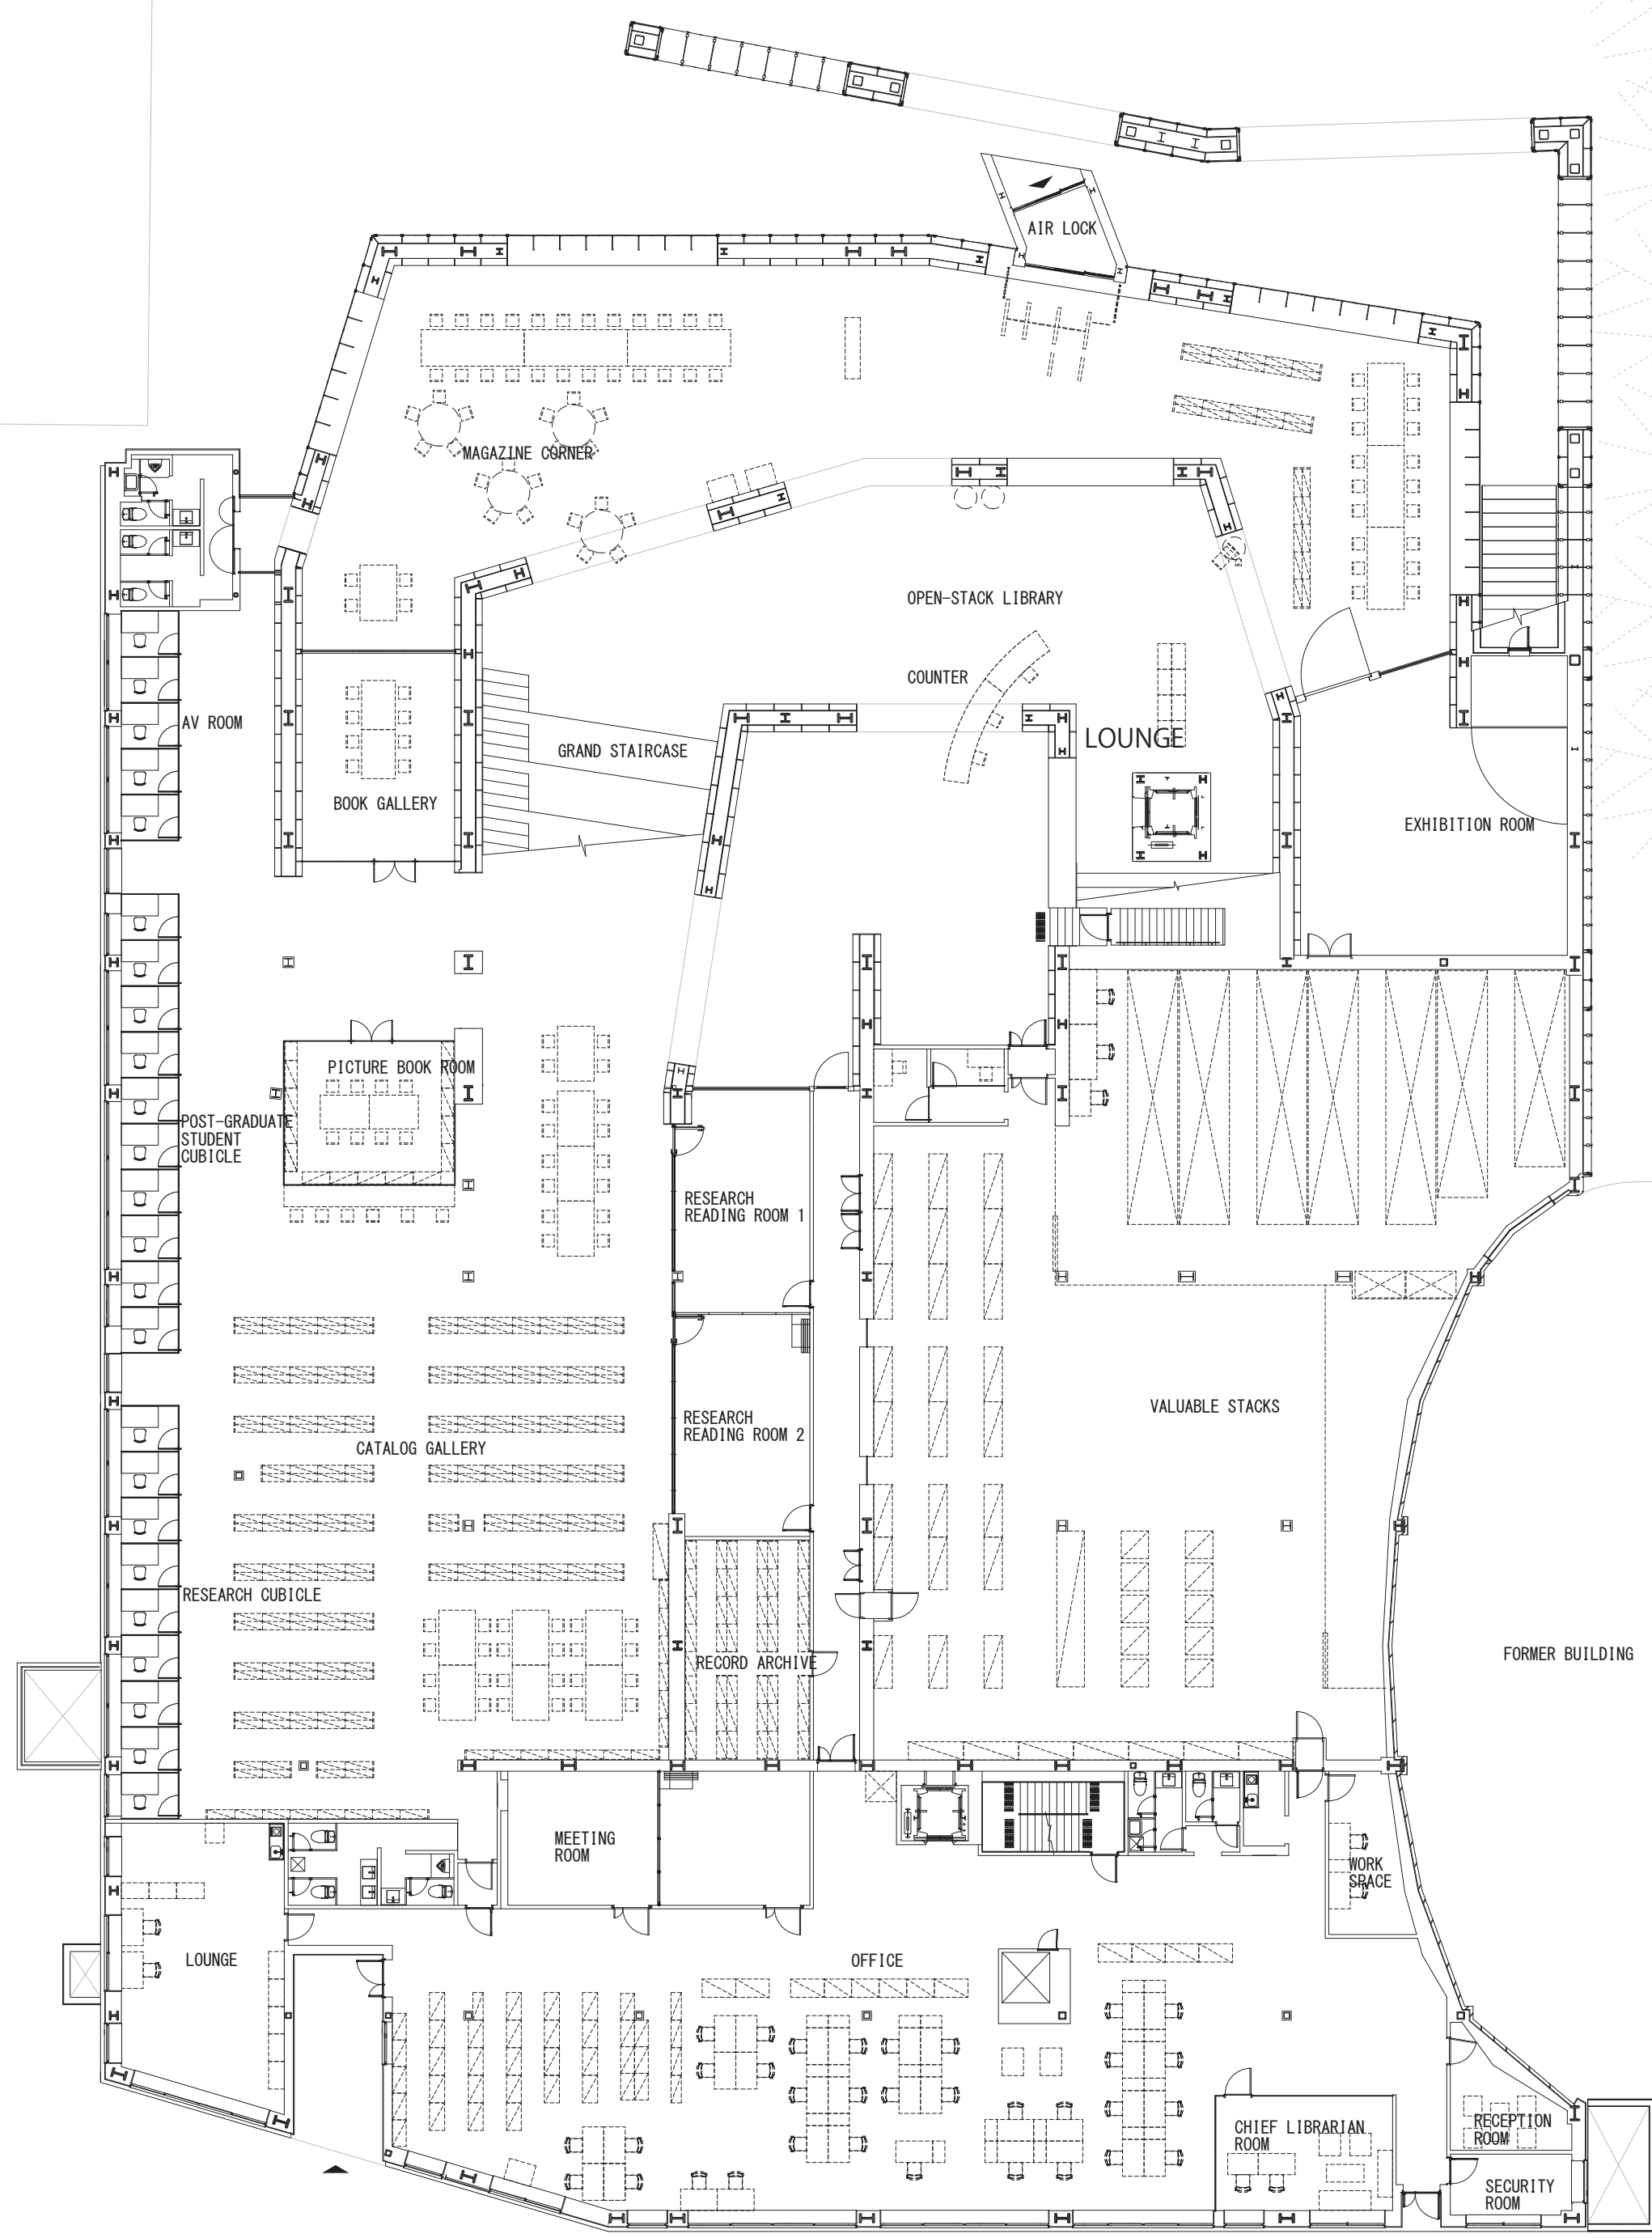 AIR LOCK
MAGAZINE CORNER
OPEN-STACK LIBRARY
COUNTER
AV ROOM
GRAND STAIRCASE
LOUNGE
BOOK GALLERY
EXHIBITION ROOM
PICTURE BOOK ROOM
POST-GRADUATE
STUDENT
CUBICLE
RESEARCH
READING ROOM 1
VALUABLE STACKS
RESEARCH
READING ROOM 2
CATALOG GALLERY
RESEARCH CUBICLE
RECORD ARCHIVE
FORMER BUILDING
MEETING
ROOM
WORK
SPACE
LOUNGE
OFFICE
CHIEF LIBRARIAN
ROOM
RECEPTION
ROOM
SECURITY
ROOM